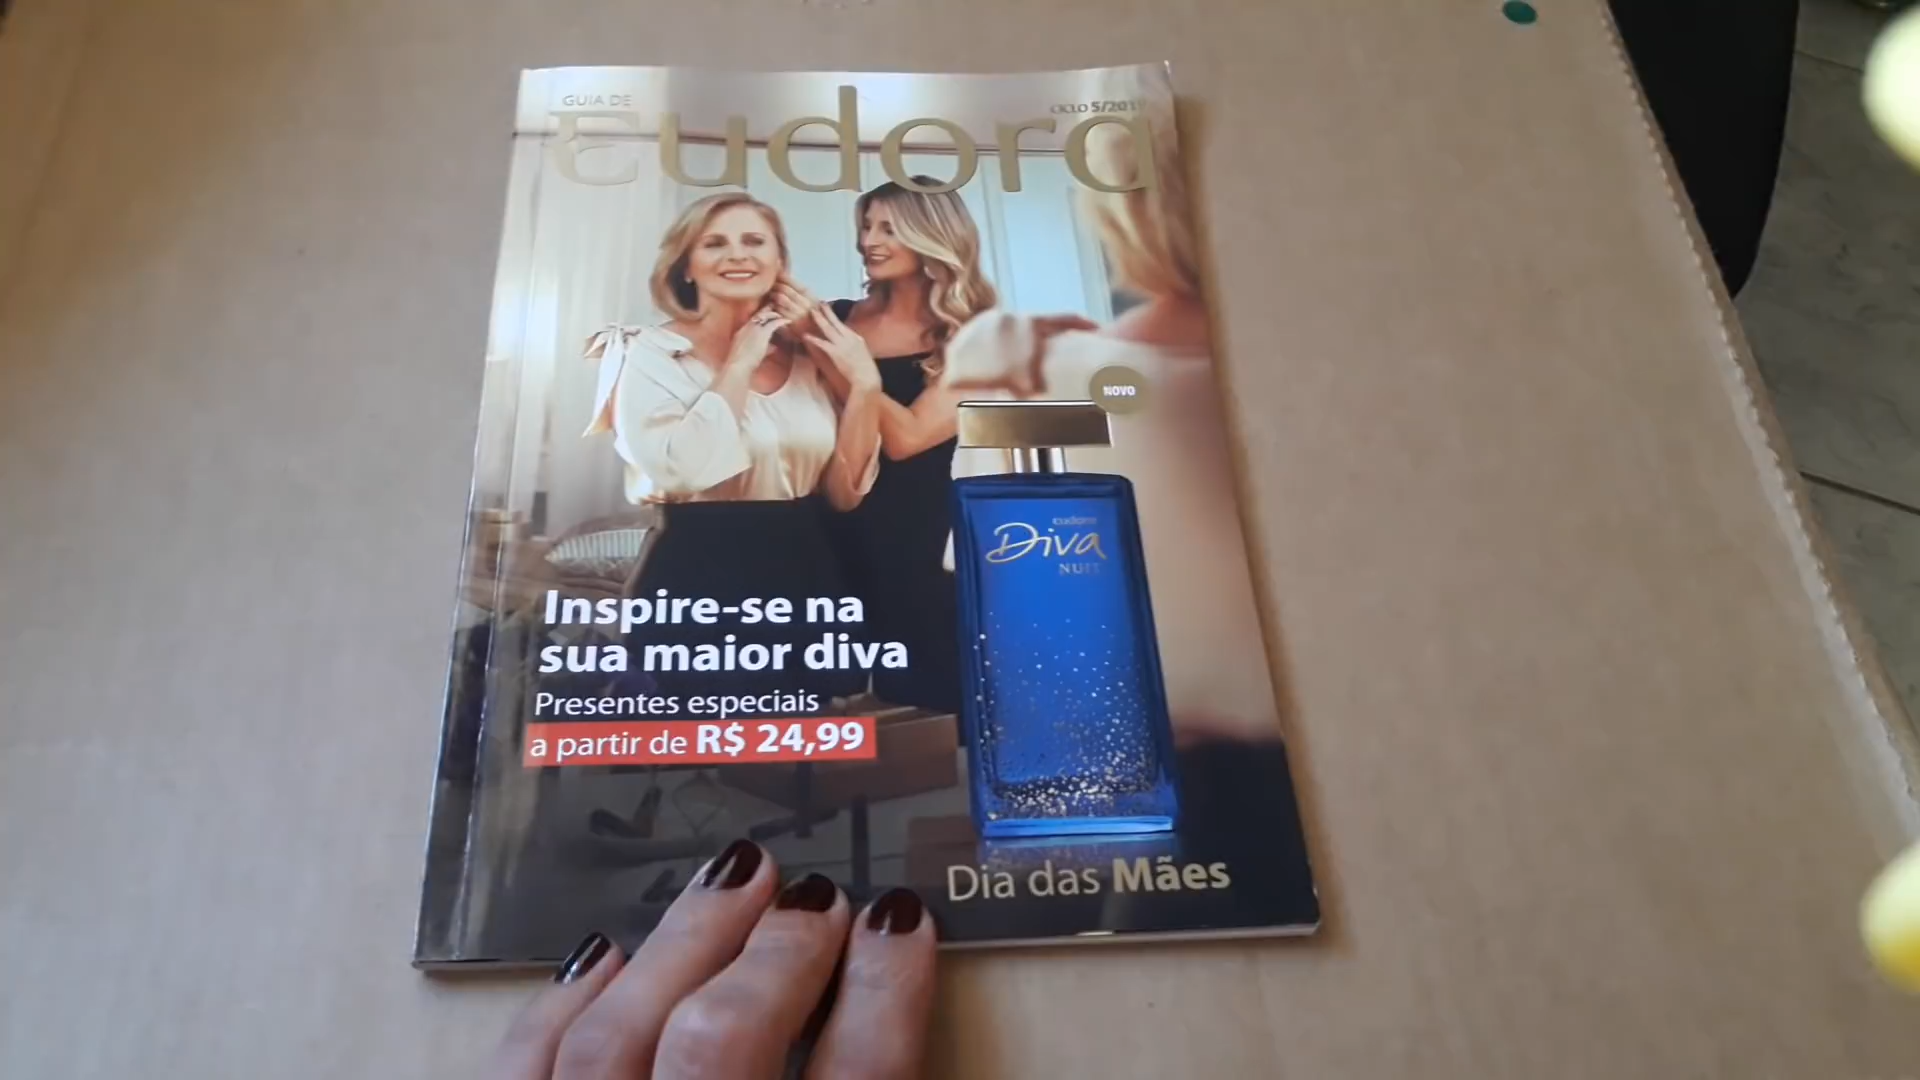 GUIA DE
CICLO 5/2019
Eudora
NOVO
eudora
Diva
NUIT
Inspire-se na
sua maior diva
Presentes especiais
a partir de R$ 24,99
Dia das Mães